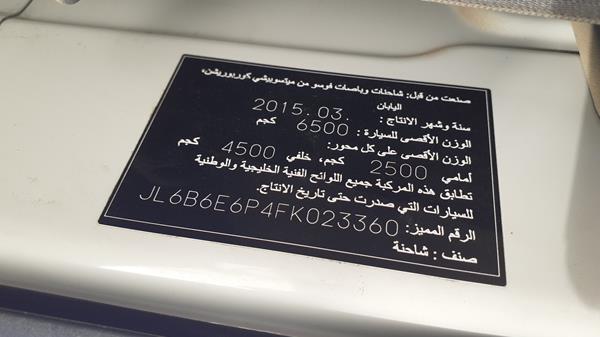 صنعت من قبل: شاحنات وباصات فوسو من ميتسوبيشي كوربوريشن،
اليابان
سنة وشهر الانتاج : 2015.03.
الوزن الأقصى للسيارة : 6500 كجم
الوزن الأقصى على كل محور:
أمامي 2500 كجم، خلفي 4500 كجم
تطابق هذه المركبة جميع اللوائح الفنية الخليجية والوطنية
للسيارات التي صدرت حتى تاريخ الانتاج.
الرقم المميز: JL6B6E6P4FK023360
صنف : شاحنة